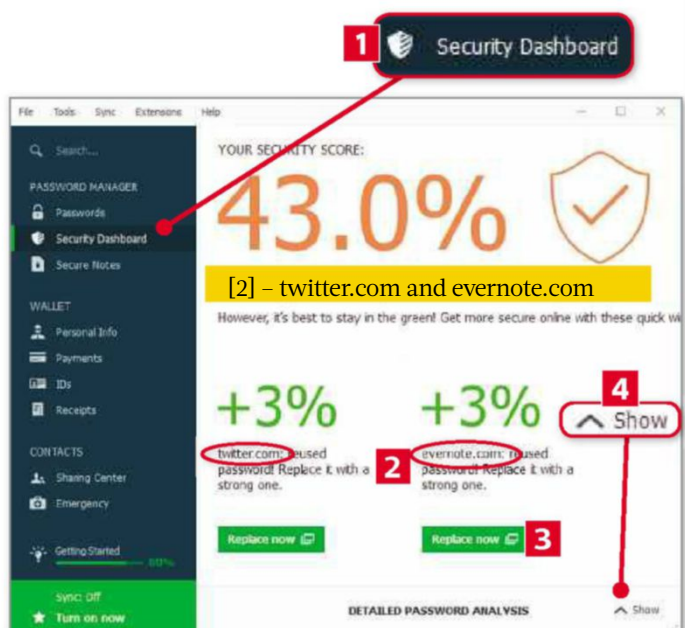 1 Security Dashboard
File Tools Sync Extensions Help
Search...
PASSWORD MANAGER
Passwords
Security Dashboard
Secure Notes
WALLET
Personal Info
Payments
IDs
Receipts
CONTACTS
Sharing Center
Emergency
Getting Started
80%
Sync: Off
Turn on now
YOUR SECURITY SCORE:
43.0%
[2] – twitter.com and evernote.com
However, it's best to stay in the green! Get more secure online with these quick wi
+3%
twitter.com: reused
password! Replace it with a
strong one.
Replace now
2
+3%
evernote.com: reused
password! Replace it with a
strong one.
Replace now
3
4
Show
DETAILED PASSWORD ANALYSIS
Show